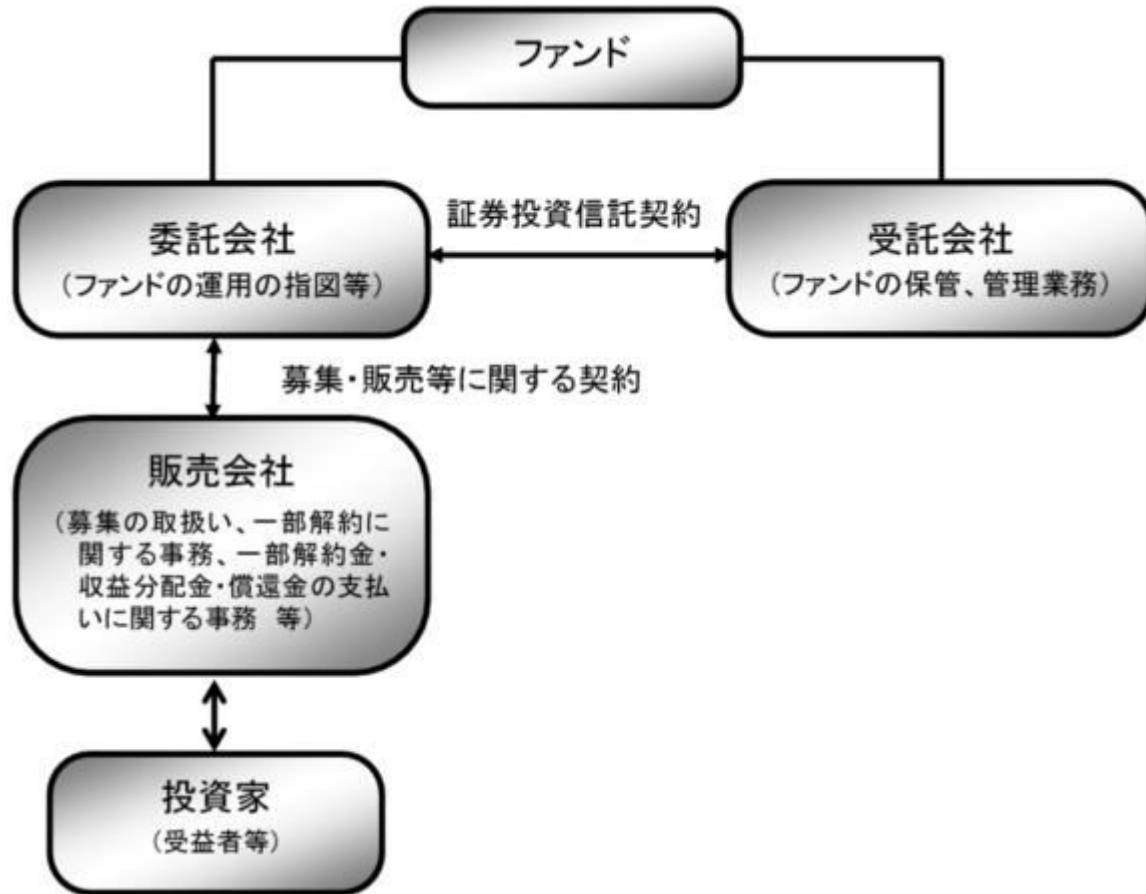 ファンド
委託会社
（ファンドの運用の指図等）
証券投資信託契約
受託会社
（ファンドの保管、管理業務）
募集・販売等に関する契約
販売会社
（募集の取扱い、一部解約に
関する事務、一部解約金・
収益分配金・償還金の支払
いに関する事務　等）
投資家
（受益者等）